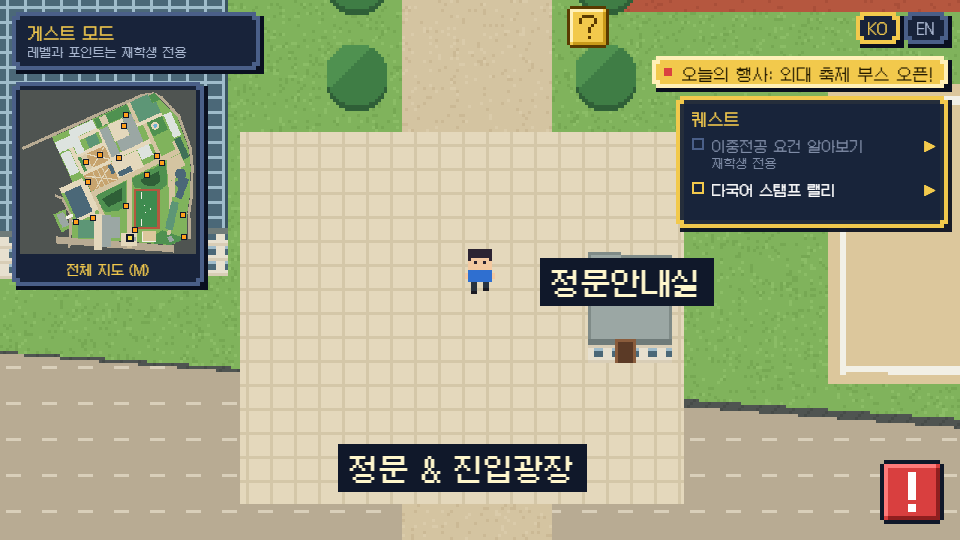 게스트 모드
레벨과 포인트는 재학생 전용
?
KO
EN
오늘의 행사: 외대 축제 부스 오픈!
퀘스트
이중전공 요건 알아보기
재학생 전용
다국어 스탬프 랠리
전체 지도 (M)
정문안내실
정문 & 진입광장
!